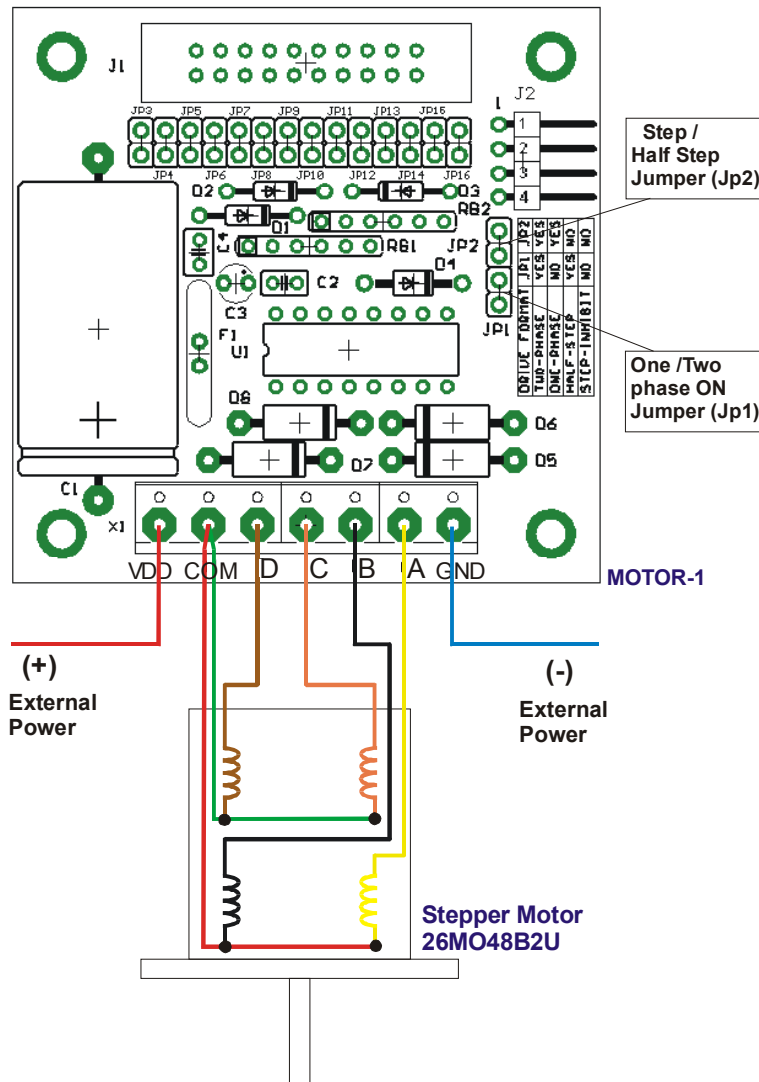 J1
J2
1
JP3 JP5 JP7 JP9 JP11 JP13 JP15
1
2
3
4
JP4 JP6 JP8 JP10 JP12 JP14 JP16
Step /
Half Step
Jumper (Jp2)
D2
D3
D1
RG2
C4
RG1
JP2
D4
C2
C3
JP1
F1
U1
DRIVE FORMAT JP1 JP2
TWO-PHASE YES YES
ONE-PHASE NO YES
HALF-STEP YES NO
STEP-INHIBIT NO NO
One /Two
phase ON
Jumper (Jp1)
D8
D6
D7
D5
C1
X1
VDD COM D C B A GND
MOTOR-1
(+)
External
Power
(-)
External
Power
Stepper Motor
26MO48B2U